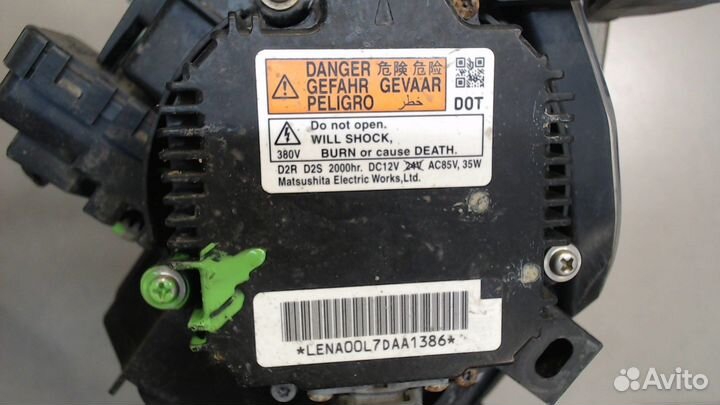 DANGER 危険 危险
GEFAHR GEVAAR
PELIGRO خطر
DOT
Do not open.
WILL SHOCK,
380V BURN or cause DEATH.
D2R D2S 2000hr. DC12V 24V AC85V, 35W
Matsushita Electric Works,Ltd.
*LENA00L7DAA1386*
Avito